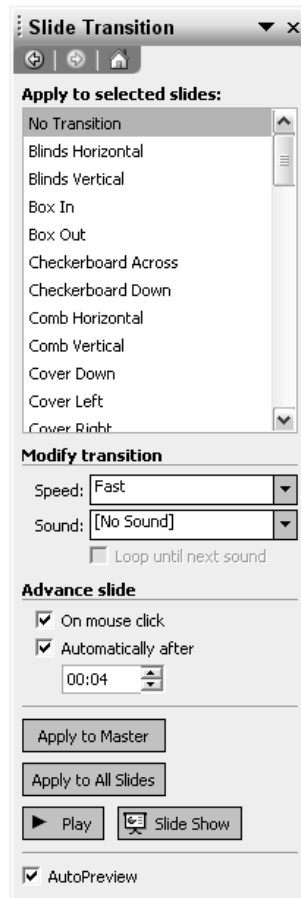 Slide Transition
Apply to selected slides:
No Transition
Blinds Horizontal
Blinds Vertical
Box In
Box Out
Checkerboard Across
Checkerboard Down
Comb Horizontal
Comb Vertical
Cover Down
Cover Left
Cover Right
Modify transition
Speed: Fast
Sound: [No Sound]
Loop until next sound
Advance slide
On mouse click
Automatically after
00:04
Apply to Master
Apply to All Slides
Play Slide Show
AutoPreview